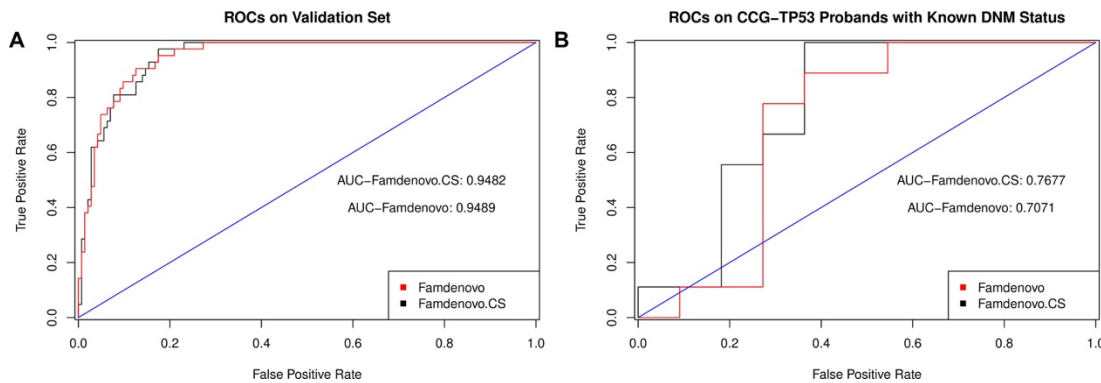 A
ROCs on Validation Set
True Positive Rate
1.0
0.8
0.6
0.4
0.2
0.0
AUC−Famdenovo.CS: 0.9482
AUC−Famdenovo: 0.9489
Famdenovo
Famdenovo.CS
0.0 0.2 0.4 0.6 0.8 1.0
False Positive Rate
B
ROCs on CCG−TP53 Probands with Known DNM Status
True Positive Rate
1.0
0.8
0.6
0.4
0.2
0.0
AUC−Famdenovo.CS: 0.7677
AUC−Famdenovo: 0.7071
Famdenovo
Famdenovo.CS
0.0 0.2 0.4 0.6 0.8 1.0
False Positive Rate